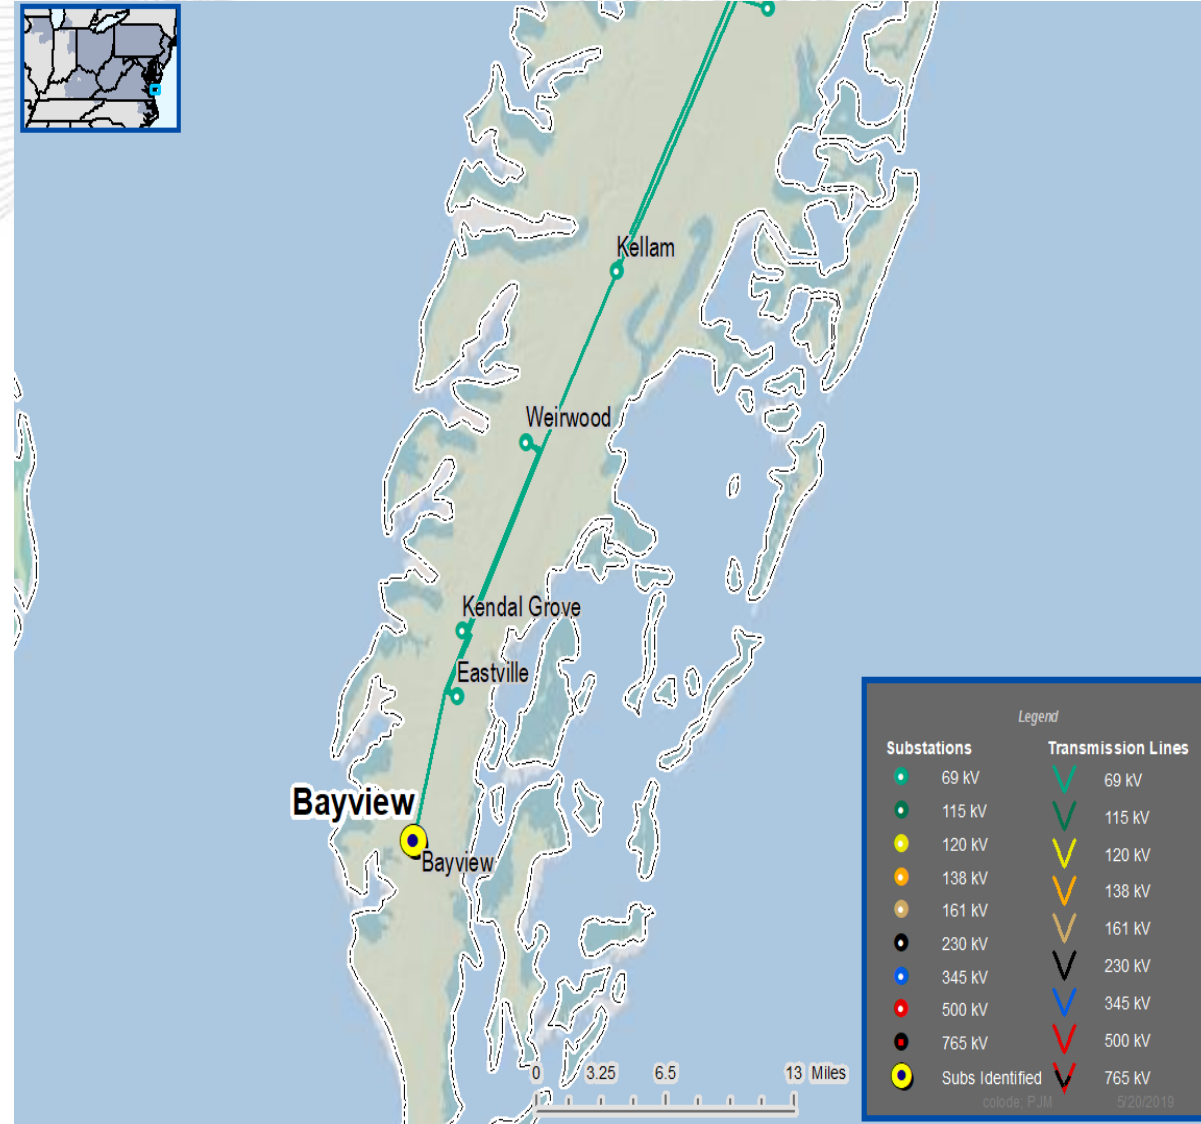 Kellam
Weirwood
Kendal Grove
Eastville
Bayview
Bayview
0 3.25 6.5 13 Miles
Legend
Substations Transmission Lines
69 kV 69 kV
115 kV 115 kV
120 kV 120 kV
138 kV 138 kV
161 kV 161 kV
230 kV 230 kV
345 kV 345 kV
500 kV 500 kV
765 kV 765 kV
Subs Identified
colode, PJM 5/20/2019